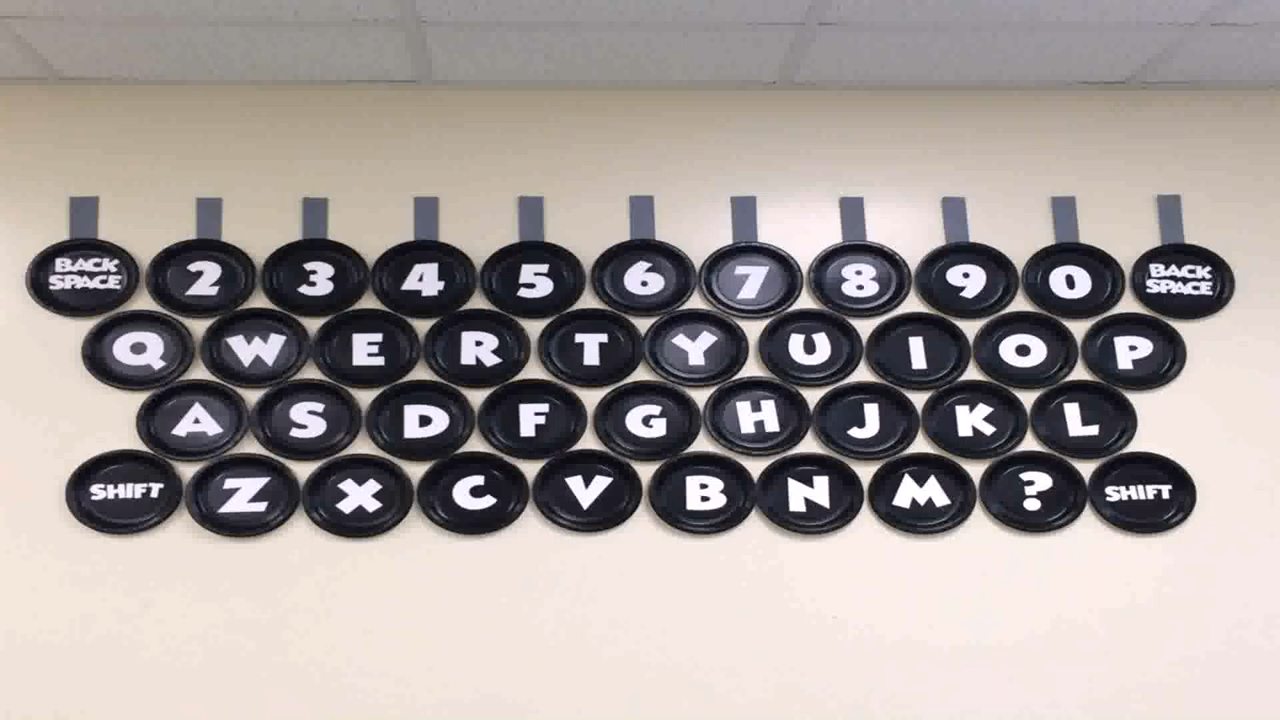 BACK SPACE 2 3 4 5 6 7 8 9 0 BACK SPACE
Q W E R T Y U I O P
A S D F G H J K L
SHIFT Z X C V B N M ? SHIFT